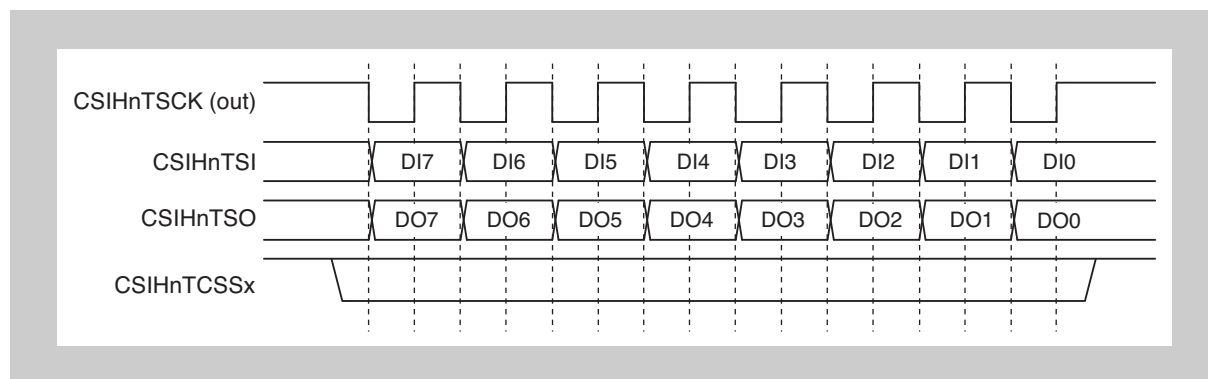 CSIHnTSCK (out)
CSIHnTSI DI7 DI6 DI5 DI4 DI3 DI2 DI1 DI0
CSIHnTSO DO7 DO6 DO5 DO4 DO3 DO2 DO1 DO0
CSIHnTCSSx